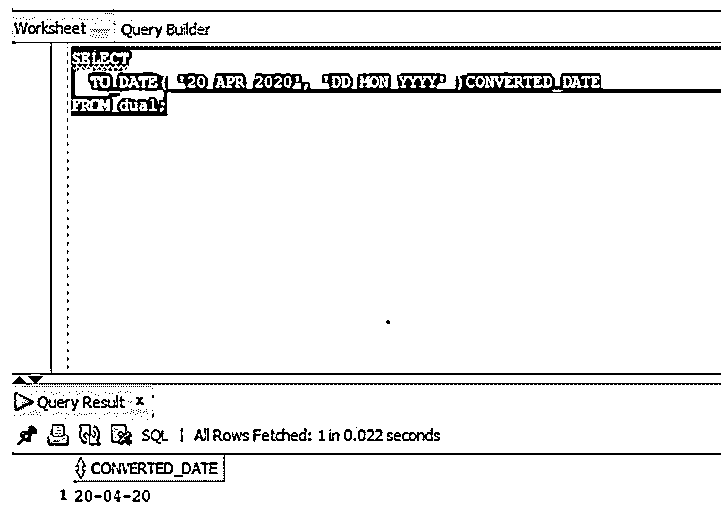 Worksheet Query Builder
SELECT
TO_DATE( '20 APR 2020', 'DD MON YYYY' )CONVERTED_DATE
FROM dual;
Query Result x
SQL | All Rows Fetched: 1 in 0.022 seconds
CONVERTED_DATE
1 20-04-20